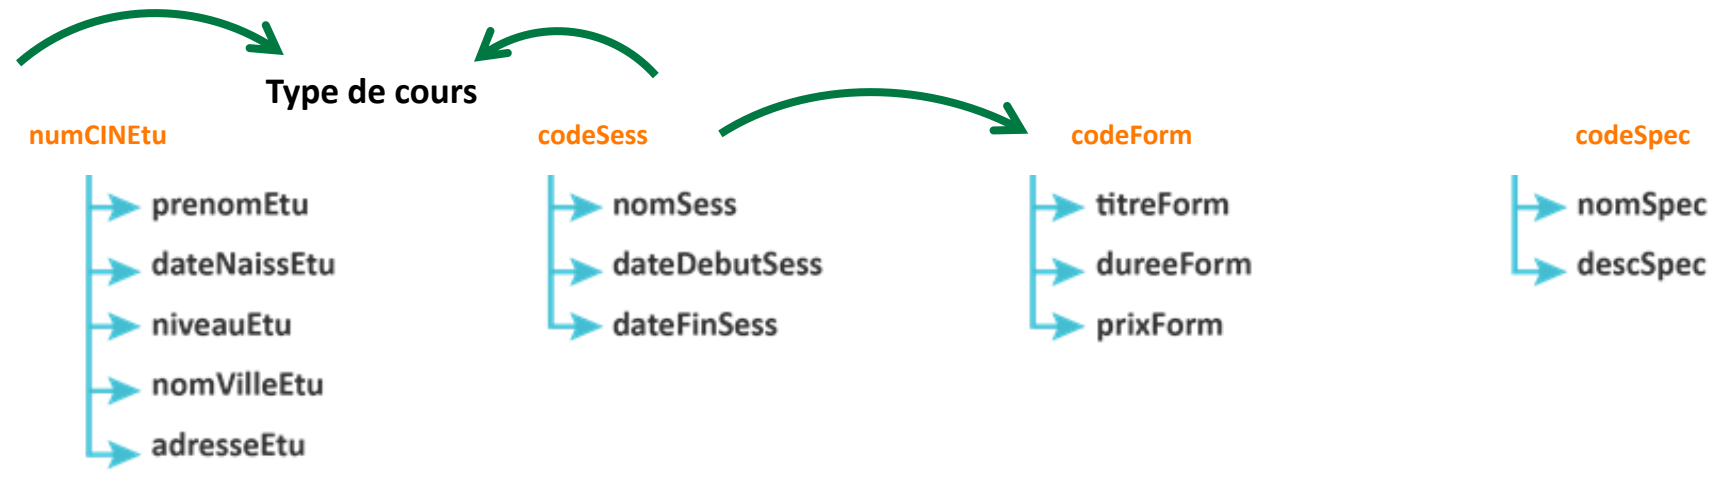 Type de cours
numCINEtu
prenomEtu
dateNaissEtu
niveauEtu
nomVilleEtu
adresseEtu
codeSess
nomSess
dateDebutSess
dateFinSess
codeForm
titreForm
dureeForm
prixForm
codeSpec
nomSpec
descSpec